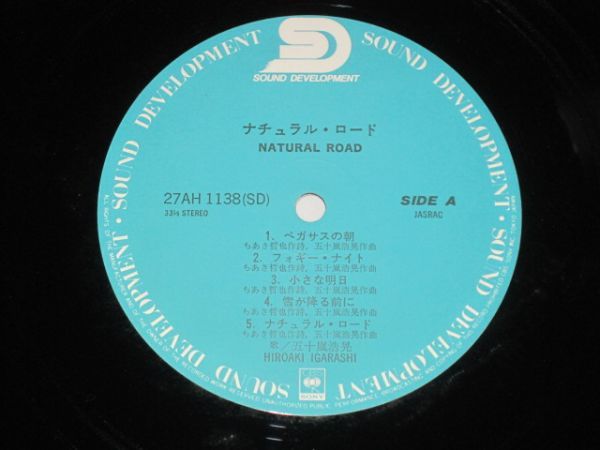 SD
SOUND DEVELOPMENT
SOUND DEVELOPMENT • SOUND DEVELOPMENT • SOUND DEVELOPMENT • SOUND DEVELOPMENT
ナチュラル・ロード
NATURAL ROAD
27AH 1138(SD)
33⅓ STEREO
SIDE A
JASRAC
1. ペガサスの朝
ちあき哲也作詩, 五十嵐浩晃作曲
2. フォギー・ナイト
ちあき哲也作詩, 五十嵐浩晃作曲
3. 小さな明日
ちあき哲也作詩, 五十嵐浩晃作曲
4. 雪が降る前に
ちあき哲也作詩, 五十嵐浩晃作曲
5. ナチュラル・ロード
ちあき哲也作詩, 五十嵐浩晃作曲
歌/五十嵐浩晃
HIROAKI IGARASHI
CBS
SONY